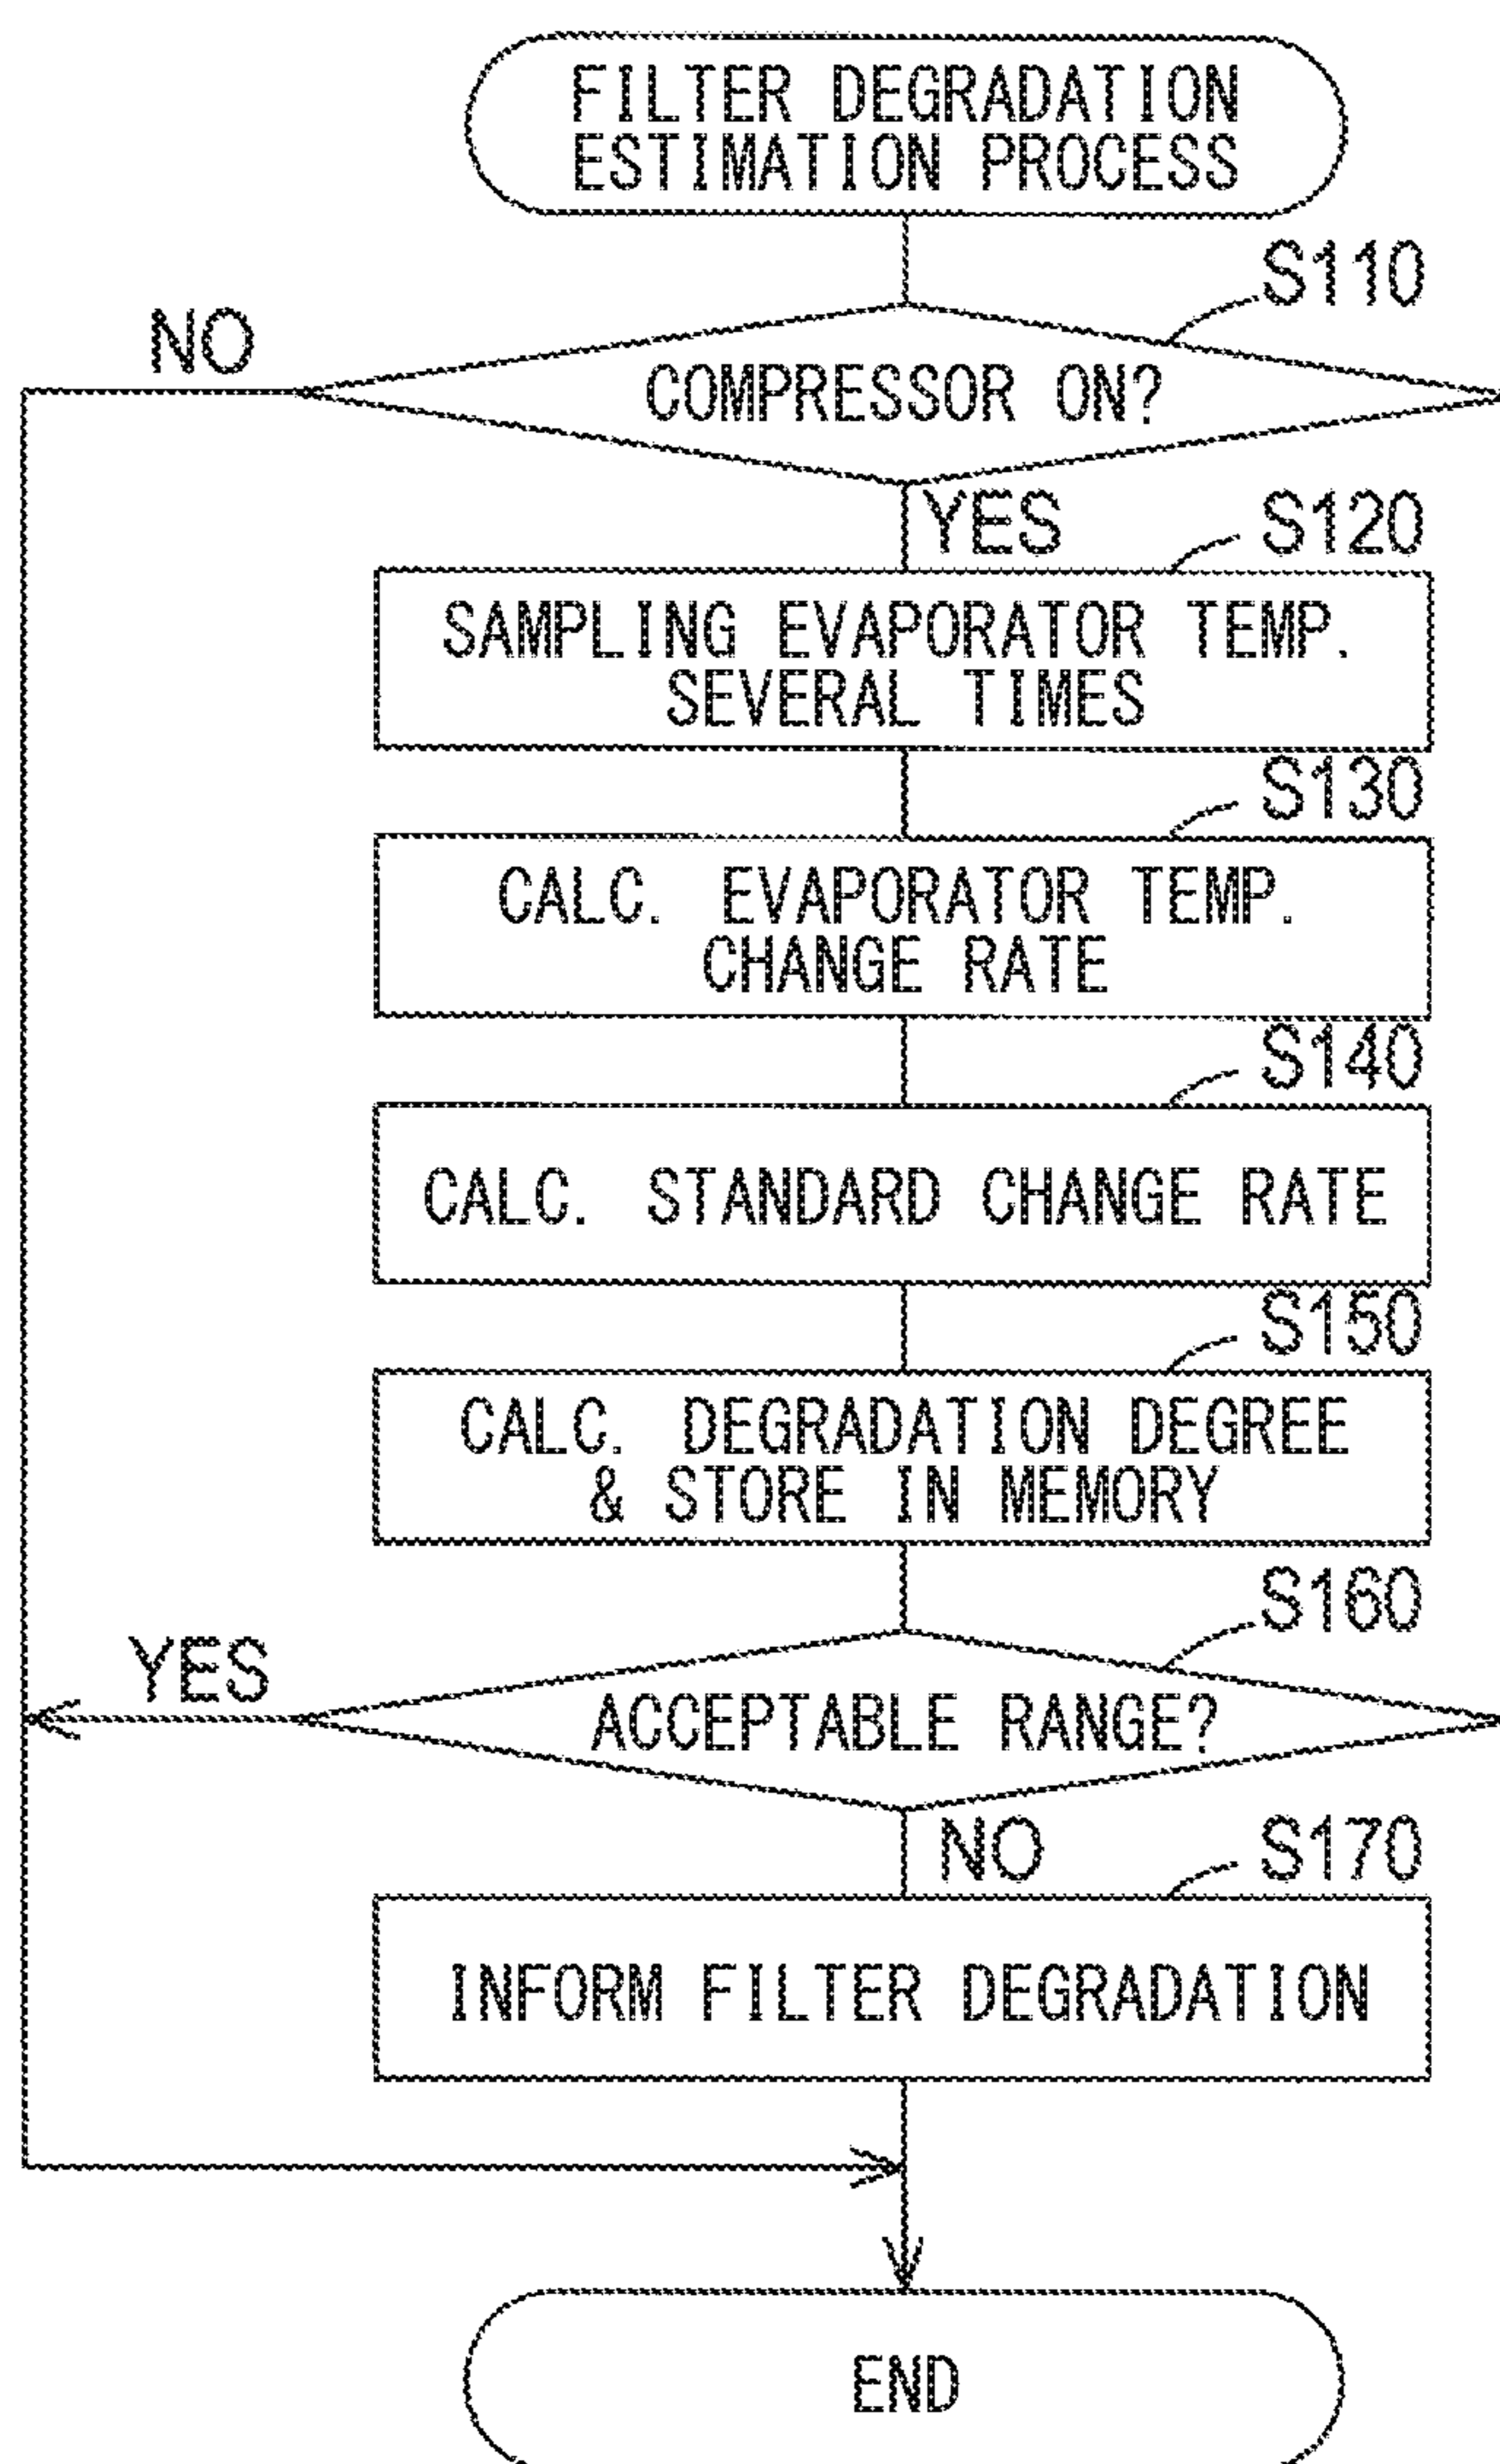 FILTER DEGRADATION
ESTIMATION PROCESS
S110
NO
COMPRESSOR ON?
YES
S120
SAMPLING EVAPORATOR TEMP.
SEVERAL TIMES
S130
CALC. EVAPORATOR TEMP.
CHANGE RATE
S140
CALC. STANDARD CHANGE RATE
S150
CALC. DEGRADATION DEGREE
& STORE IN MEMORY
S160
YES
ACCEPTABLE RANGE?
NO
S170
INFORM FILTER DEGRADATION
END